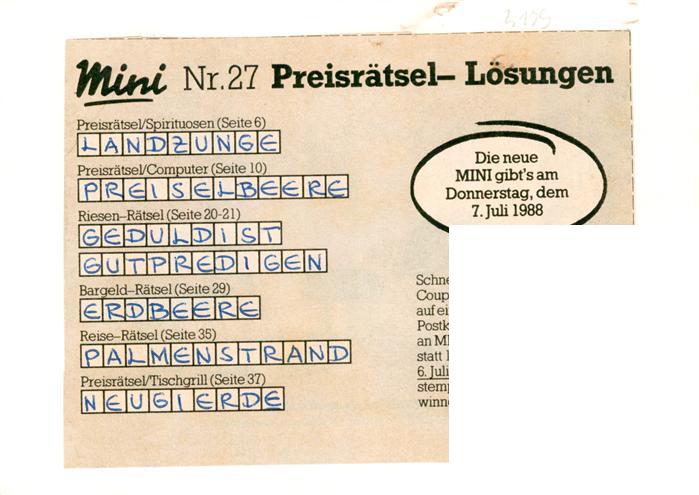 Mini Nr. 27 Preisrätsel– Lösungen
Preisrätsel/Spirituosen (Seite 6)
LANDZUNGE
Preisrätsel/Computer (Seite 10)
PREISELBEERE
Riesen–Rätsel (Seite 20-21)
GEDULDIST
GUTPREDIGEN
Bargeld–Rätsel (Seite 29)
ERDBEERE
Reise–Rätsel (Seite 35)
PALMENSTRAND
Preisrätsel/Tischgrill (Seite 37)
NEUGIERDE
Die neue
MINI gibt's am
Donnerstag, dem
7. Juli 1988
Schne
Coup
auf ei
Postk
an MI
statt
6. Juli
stemp
winn